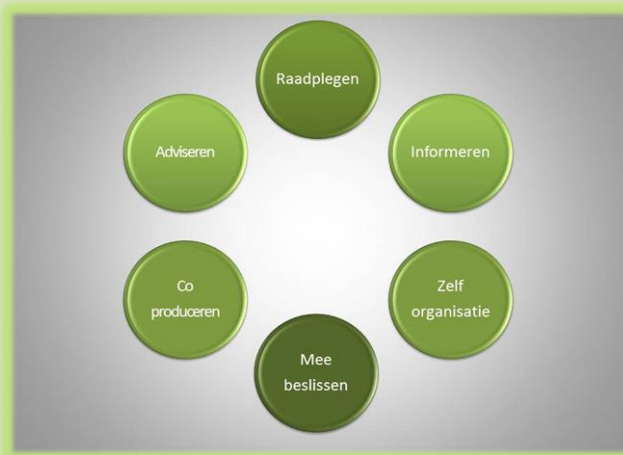 Raadplegen
Adviseren
Informeren
Co
produceren
Zelf
organisatie
Mee
beslissen